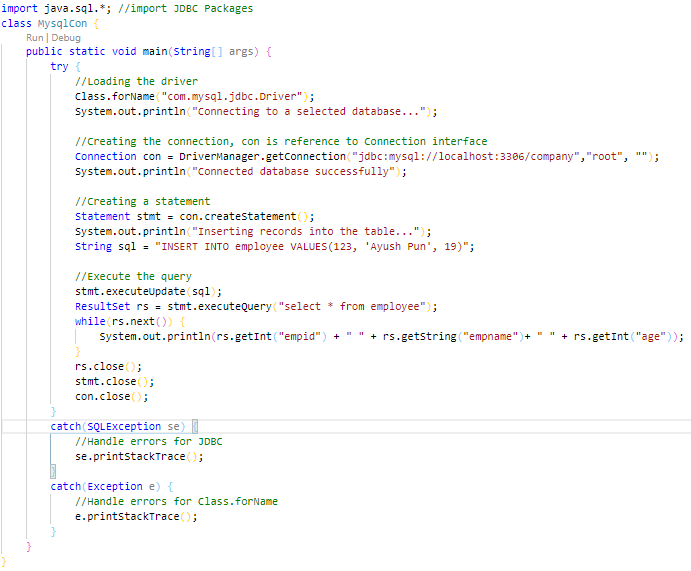 import java.sql.*; //import JDBC Packages
class MysqlCon {
Run | Debug
public static void main(String[] args) {
try {
//Loading the driver
Class.forName("com.mysql.jdbc.Driver");
System.out.println("Connecting to a selected database...");
//Creating the connection, con is reference to Connection interface
Connection con = DriverManager.getConnection("jdbc:mysql://localhost:3306/company","root", "");
System.out.println("Connected database successfully");
//Creating a statement
Statement stmt = con.createStatement();
System.out.println("Inserting records into the table...");
String sql = "INSERT INTO employee VALUES(123, 'Ayush Pun', 19)";
//Execute the query
stmt.executeUpdate(sql);
ResultSet rs = stmt.executeQuery("select * from employee");
while(rs.next()) {
System.out.println(rs.getInt("empid") + " " + rs.getString("empname")+ " " + rs.getInt("age"));
}
rs.close();
stmt.close();
con.close();
}
catch(SQLException se) {
//Handle errors for JDBC
se.printStackTrace();
}
catch(Exception e) {
//Handle errors for Class.forName
e.printStackTrace();
}
}
}